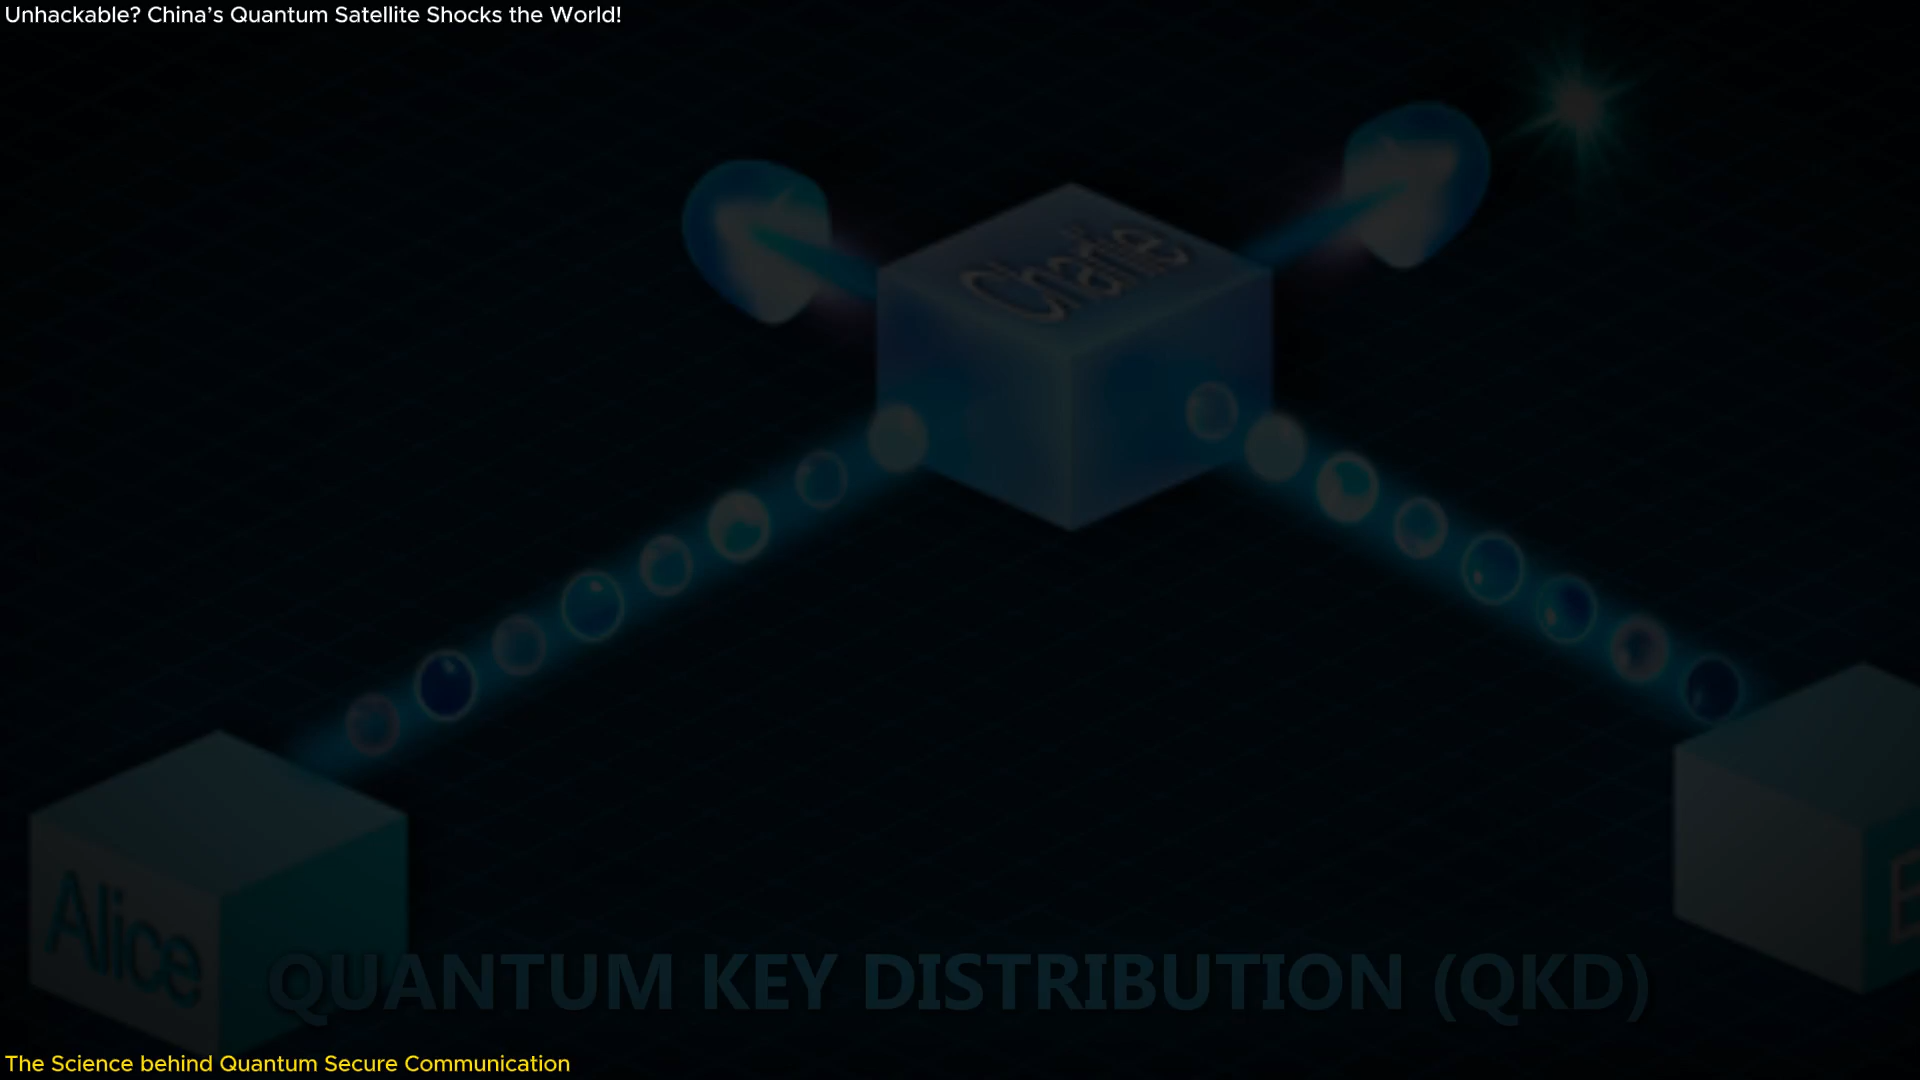 Unhackable? China’s Quantum Satellite Shocks the World!
Charlie
Alice
QUANTUM KEY DISTRIBUTION (QKD)
The Science behind Quantum Secure Communication